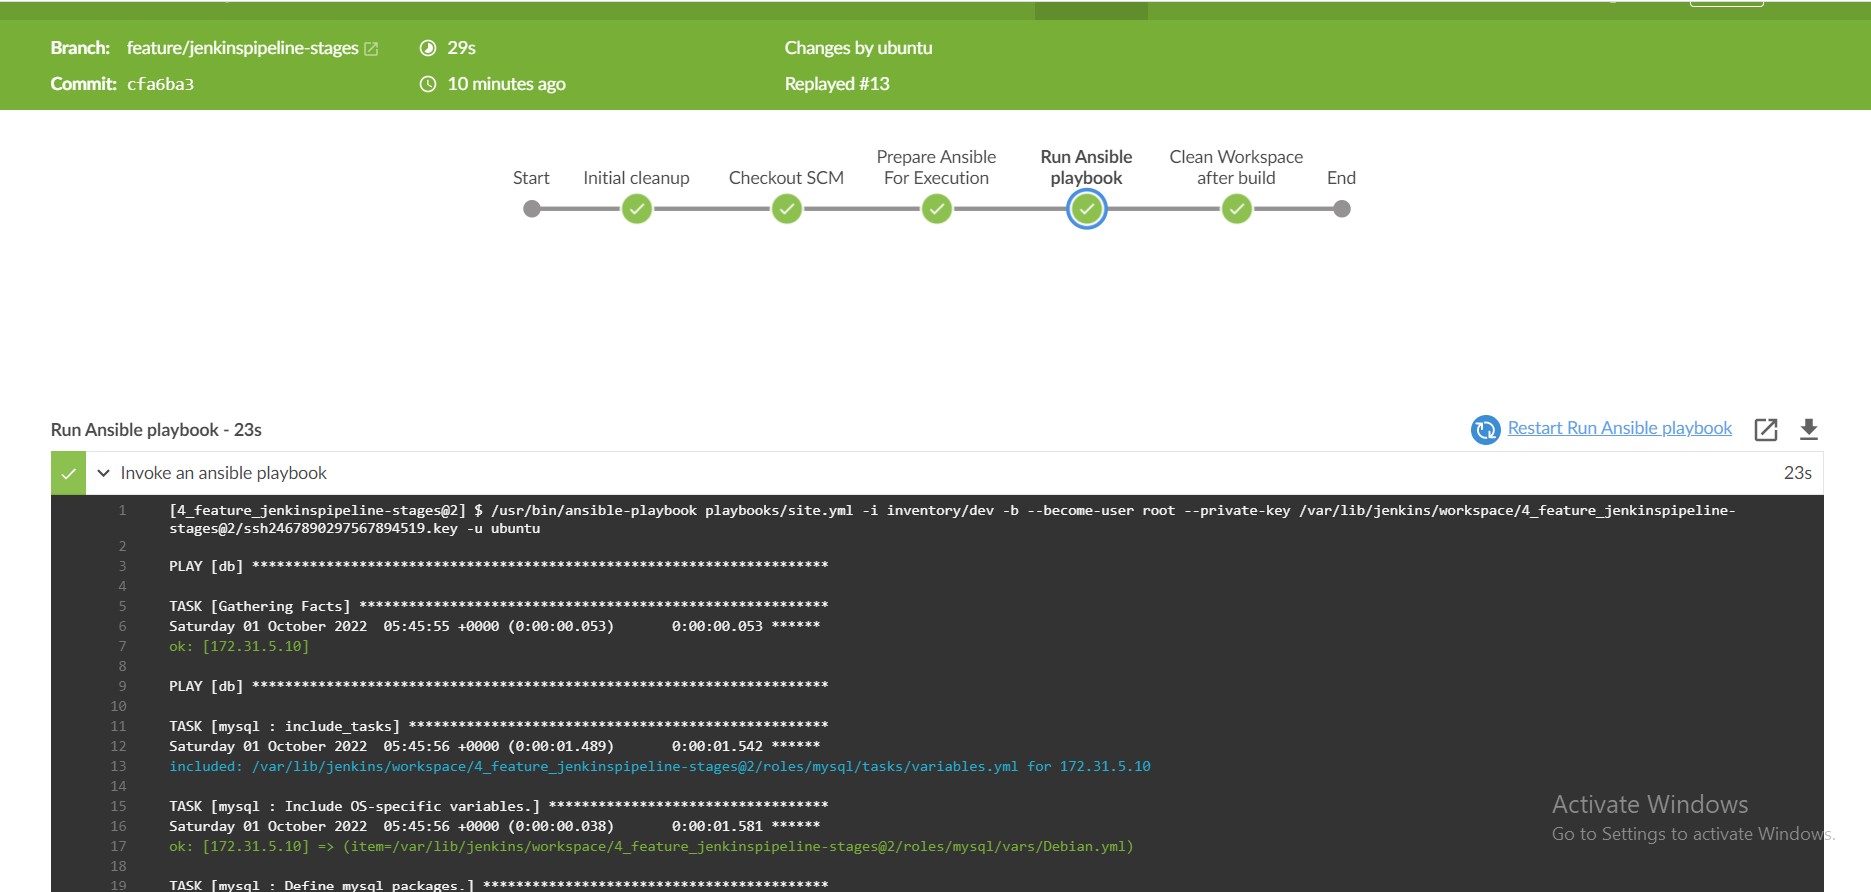 Branch: feature/jenkinspipeline-stages 29s Changes by ubuntu
Commit: cfa6ba3 10 minutes ago Replayed #13
Start Initial cleanup Checkout SCM Prepare Ansible For Execution Run Ansible playbook Clean Workspace after build End
Run Ansible playbook - 23s Restart Run Ansible playbook
Invoke an ansible playbook 23s
1 [4_feature_jenkinspipeline-stages@2] $ /usr/bin/ansible-playbook playbooks/site.yml -i inventory/dev -b --become-user root --private-key /var/lib/jenkins/workspace/4_feature_jenkinspipeline-
stages@2/ssh2467890297567894519.key -u ubuntu
2
3 PLAY [db] **********************************************************************
4
5 TASK [Gathering Facts] *********************************************************
6 Saturday 01 October 2022  05:45:55 +0000 (0:00:00.053)       0:00:00.053 ******
7 ok: [172.31.5.10]
8
9 PLAY [db] **********************************************************************
10
11 TASK [mysql : include_tasks] ***************************************************
12 Saturday 01 October 2022  05:45:56 +0000 (0:00:01.489)       0:00:01.542 ******
13 included: /var/lib/jenkins/workspace/4_feature_jenkinspipeline-stages@2/roles/mysql/tasks/variables.yml for 172.31.5.10
14
15 TASK [mysql : Include OS-specific variables.] **********************************
16 Saturday 01 October 2022  05:45:56 +0000 (0:00:00.038)       0:00:01.581 ******
17 ok: [172.31.5.10] => (item=/var/lib/jenkins/workspace/4_feature_jenkinspipeline-stages@2/roles/mysql/vars/Debian.yml)
18
19 TASK [mysql : Define mysql packages.] ******************************************
Activate Windows
Go to Settings to activate Windows.